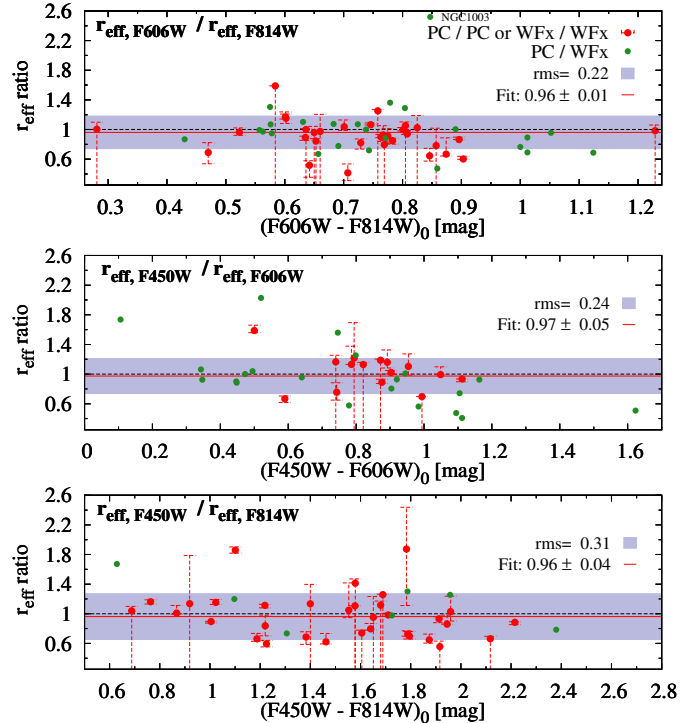 r_eff, F606W / r_eff, F814W
NGC1003
PC / PC or WFx / WFx
PC / WFx
rms= 0.22
Fit: 0.96 ± 0.01
r_eff ratio
2.6
2.2
1.8
1.4
1
0.6
0.3 0.4 0.5 0.6 0.7 0.8 0.9 1 1.1 1.2
(F606W - F814W)_0 [mag]
r_eff, F450W / r_eff, F606W
rms= 0.24
Fit: 0.97 ± 0.05
r_eff ratio
2.6
2.2
1.8
1.4
1
0.6
0 0.2 0.4 0.6 0.8 1 1.2 1.4 1.6
(F450W - F606W)_0 [mag]
r_eff, F450W / r_eff, F814W
rms= 0.31
Fit: 0.96 ± 0.04
r_eff ratio
2.6
2.2
1.8
1.4
1
0.6
0.6 0.8 1 1.2 1.4 1.6 1.8 2 2.2 2.4 2.6 2.8
(F450W - F814W)_0 [mag]